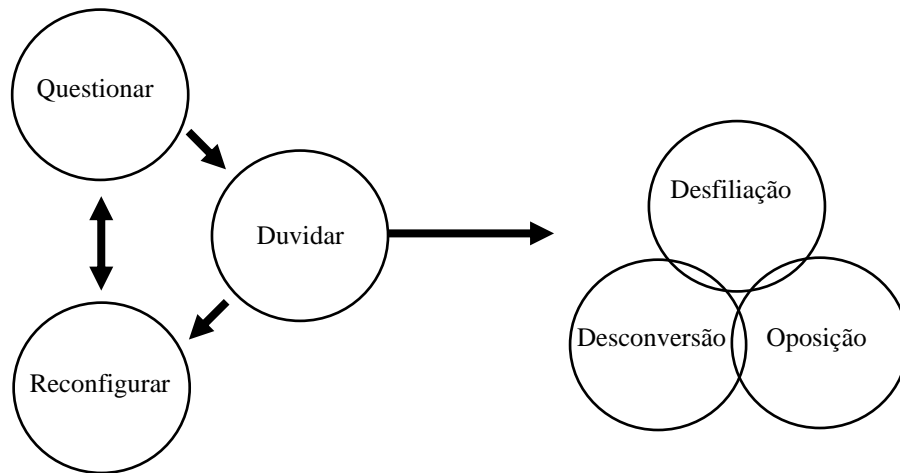 Questionar
Duvidar
Reconfigurar
Desfiliação
Desconversão
Oposição